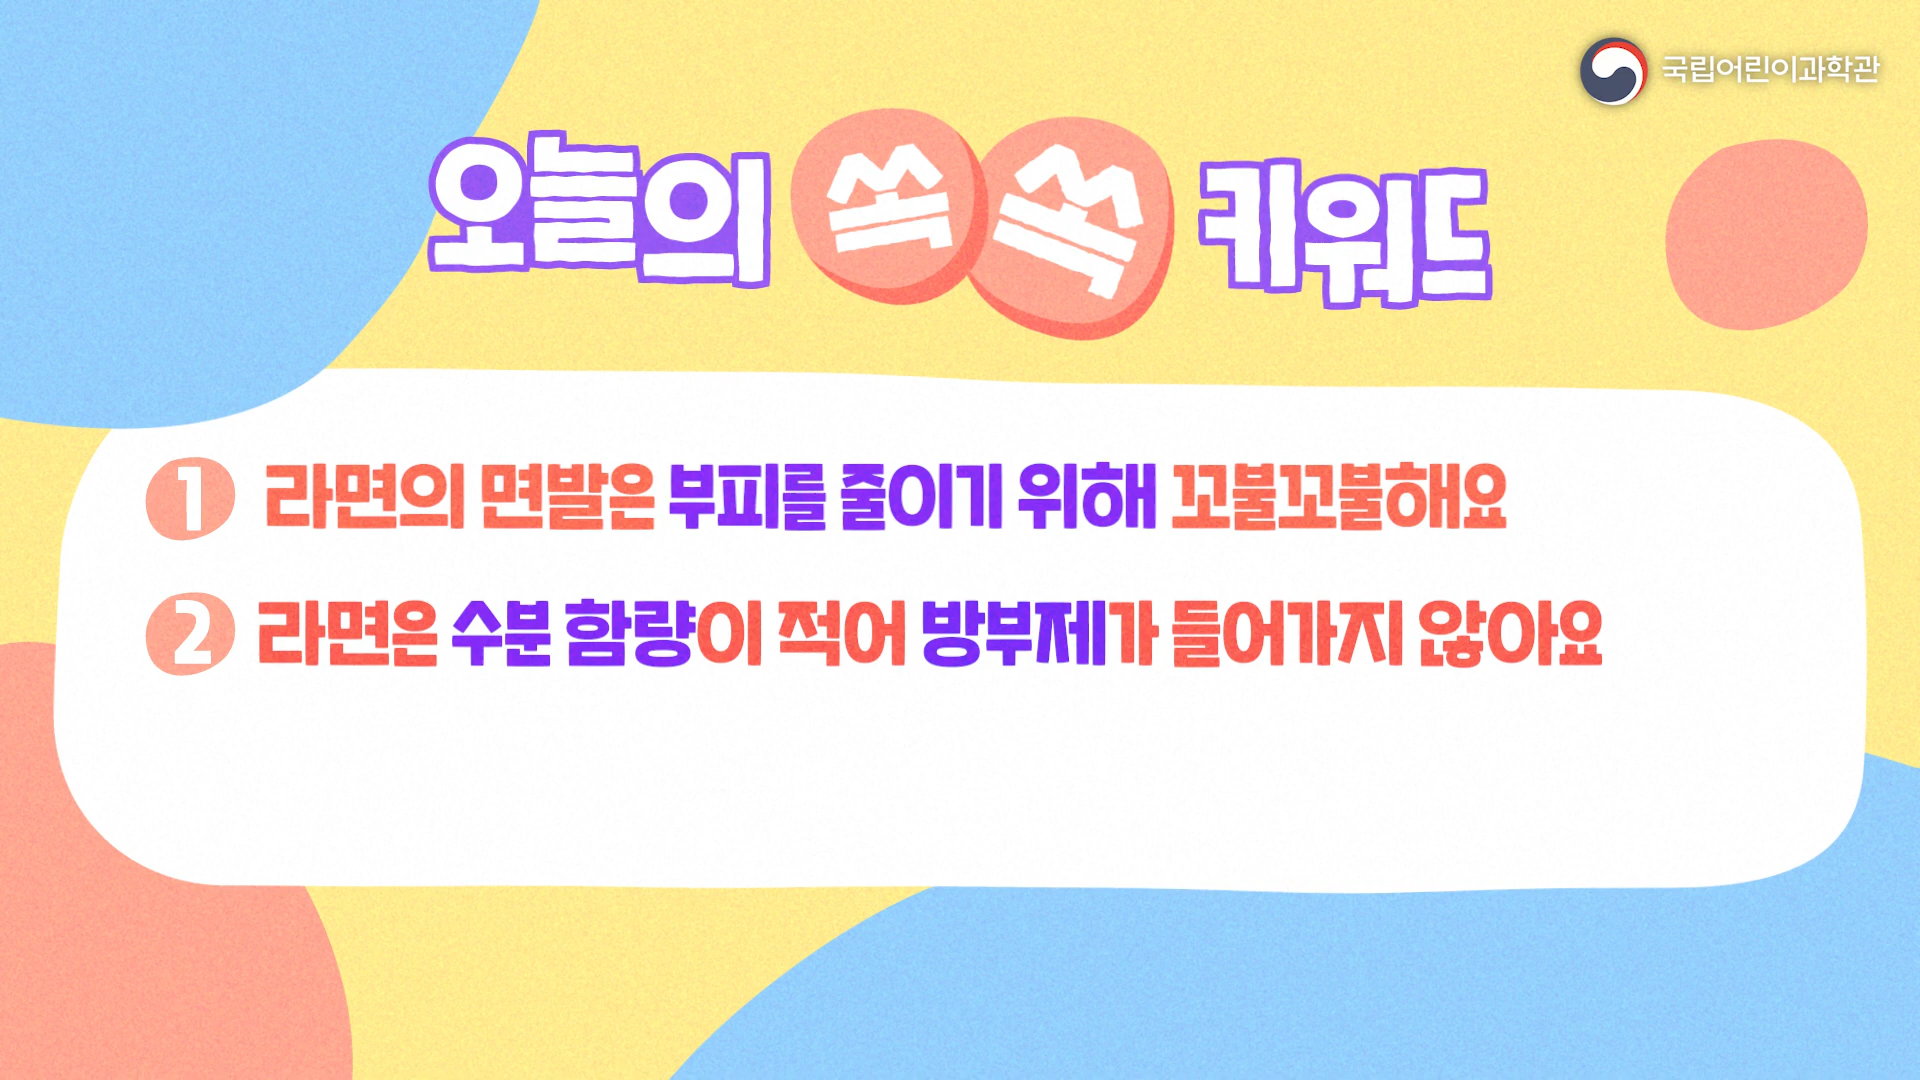 국립어린이과학관
오늘의 쏙쏙 키워드
1 라면의 면발은 부피를 줄이기 위해 꼬불꼬불해요
2 라면은 수분 함량이 적어 방부제가 들어가지 않아요